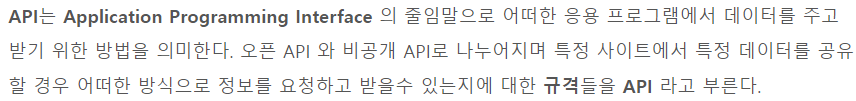 API는 Application Programming Interface 의 줄임말으로 어떠한 응용 프로그램에서 데이터를 주고
받기 위한 방법을 의미한다. 오픈 API 와 비공개 API로 나누어지며 특정 사이트에서 특정 데이터를 공유
할 경우 어떠한 방식으로 정보를 요청하고 받을수 있는지에 대한 규격들을 API 라고 부른다.